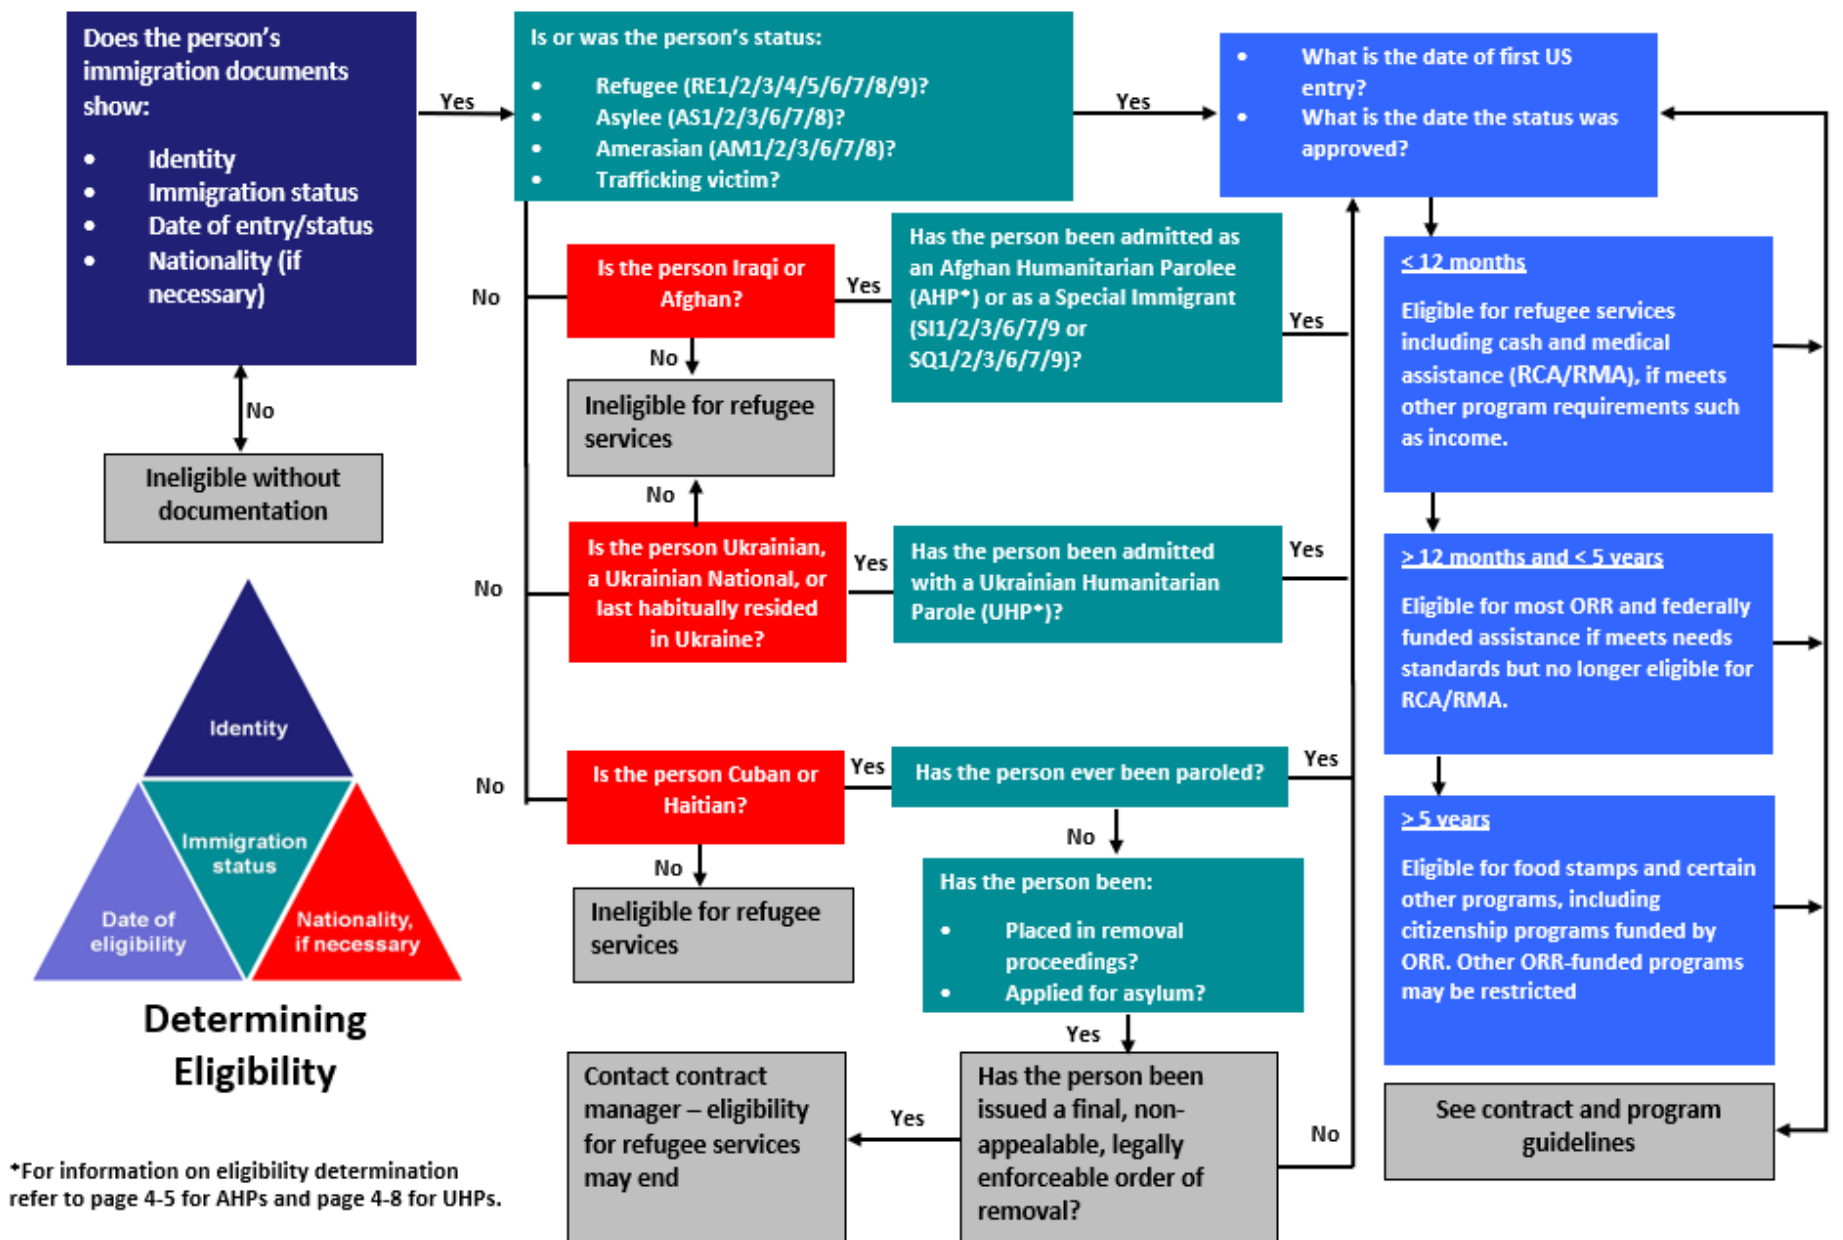 Does the person's
immigration documents
show:
• Identity
• Immigration status
• Date of entry/status
• Nationality (if
necessary)
Yes
No
Ineligible without
documentation
Is or was the person's status:
• Refugee (RE1/2/3/4/5/6/7/8/9)?
• Asylee (AS1/2/3/6/7/8)?
• Amerasian (AM1/2/3/6/7/8)?
• Trafficking victim?
Yes
No
Is the person Iraqi or
Afghan?
Yes
Has the person been admitted as
an Afghan Humanitarian Parolee
(AHP*) or as a Special Immigrant
(SI1/2/3/6/7/9 or
SQ1/2/3/6/7/9)?
Yes
No
Ineligible for refugee
services
No
No
Is the person Ukrainian,
a Ukrainian National, or
last habitually resided
in Ukraine?
Yes
Has the person been admitted
with a Ukrainian Humanitarian
Parole (UHP*)?
Yes
No
Is the person Cuban or
Haitian?
Yes
Has the person ever been paroled?
Yes
No
Ineligible for refugee
services
No
Has the person been:
• Placed in removal
proceedings?
• Applied for asylum?
Yes
Has the person been
issued a final, non-
appealable, legally
enforceable order of
removal?
Yes
Contact contract
manager – eligibility
for refugee services
may end
No
• What is the date of first US
entry?
• What is the date the status was
approved?
< 12 months
Eligible for refugee services
including cash and medical
assistance (RCA/RMA), if meets
other program requirements such
as income.
> 12 months and < 5 years
Eligible for most ORR and federally
funded assistance if meets needs
standards but no longer eligible for
RCA/RMA.
> 5 years
Eligible for food stamps and certain
other programs, including
citizenship programs funded by
ORR. Other ORR-funded programs
may be restricted
See contract and program
guidelines
Identity
Immigration
status
Date of
eligibility
Nationality,
if necessary
Determining
Eligibility
*For information on eligibility determination
refer to page 4-5 for AHPs and page 4-8 for UHPs.